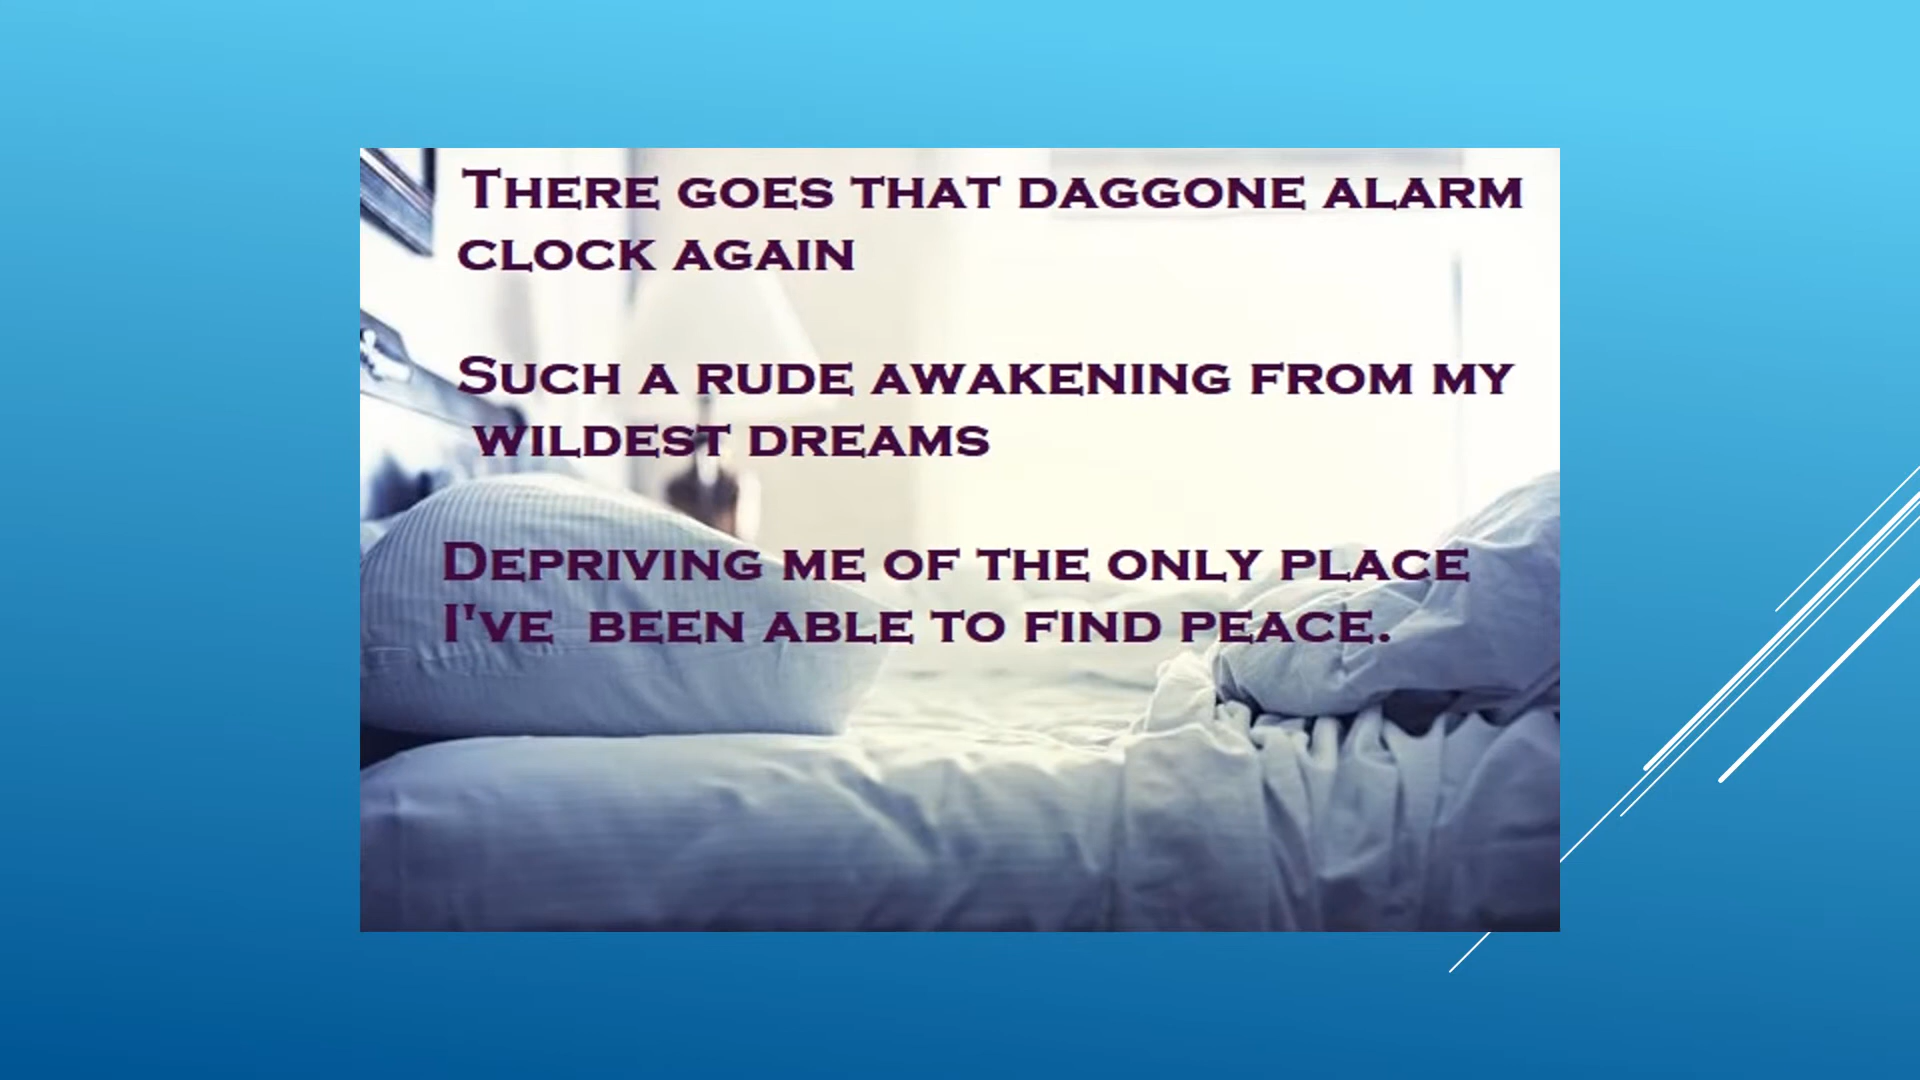 There goes that daggone alarm
clock again
Such a rude awakening from my
wildest dreams
Depriving me of the only place
I've been able to find peace.